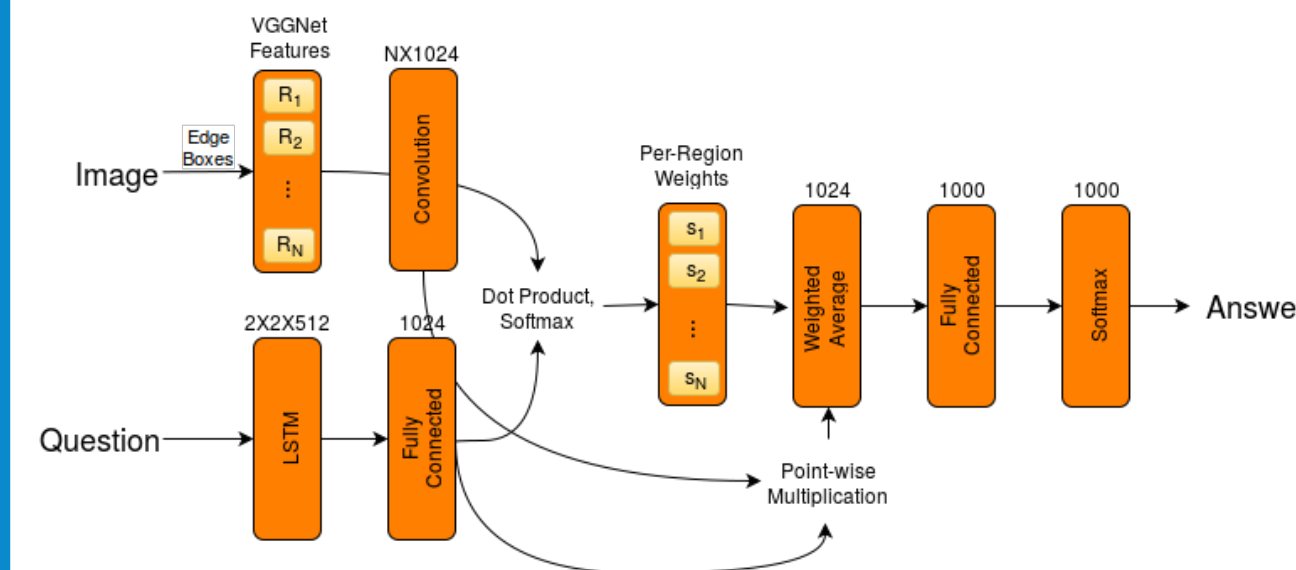 VGGNet
Features
NX1024
R1
R2
...
RN
Edge
Boxes
Image
Convolution
Per-Region
Weights
s1
s2
...
sN
1024
Weighted
Average
1000
Fully
Connected
1000
Softmax
Answe
Dot Product,
Softmax
2X2X512
LSTM
1024
Fully
Connected
Question
Point-wise
Multiplication